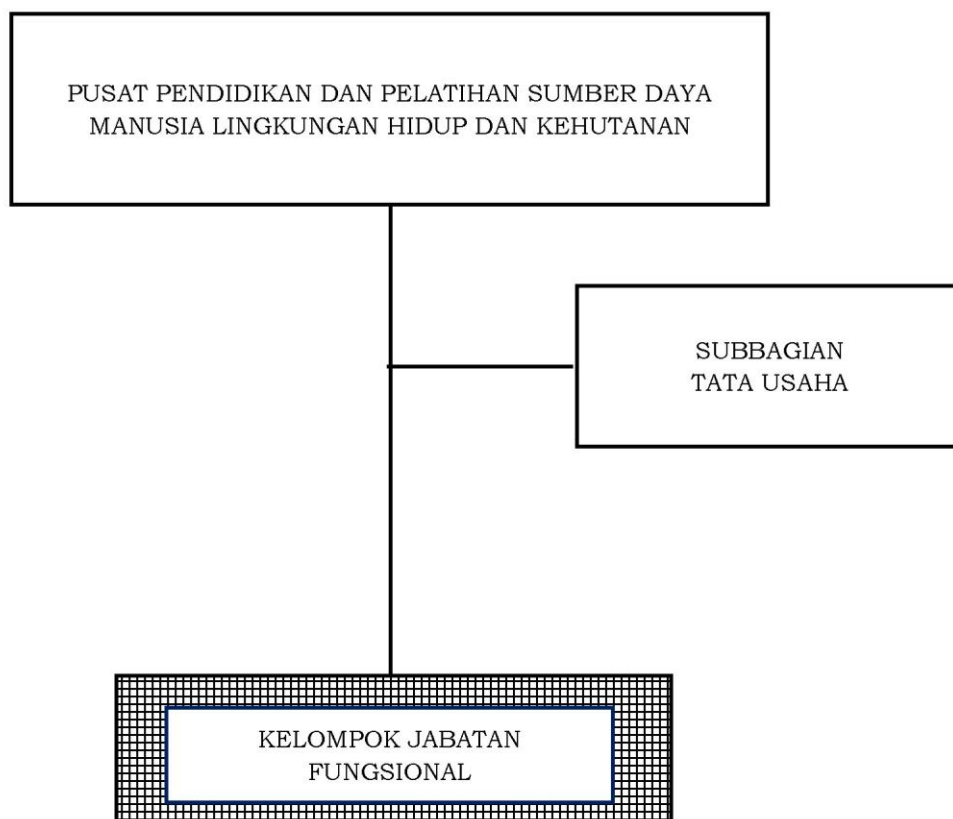 PUSAT PENDIDIKAN DAN PELATIHAN SUMBER DAYA
MANUSIA LINGKUNGAN HIDUP DAN KEHUTANAN
SUBBAGIAN
TATA USAHA
KELOMPOK JABATAN
FUNGSIONAL